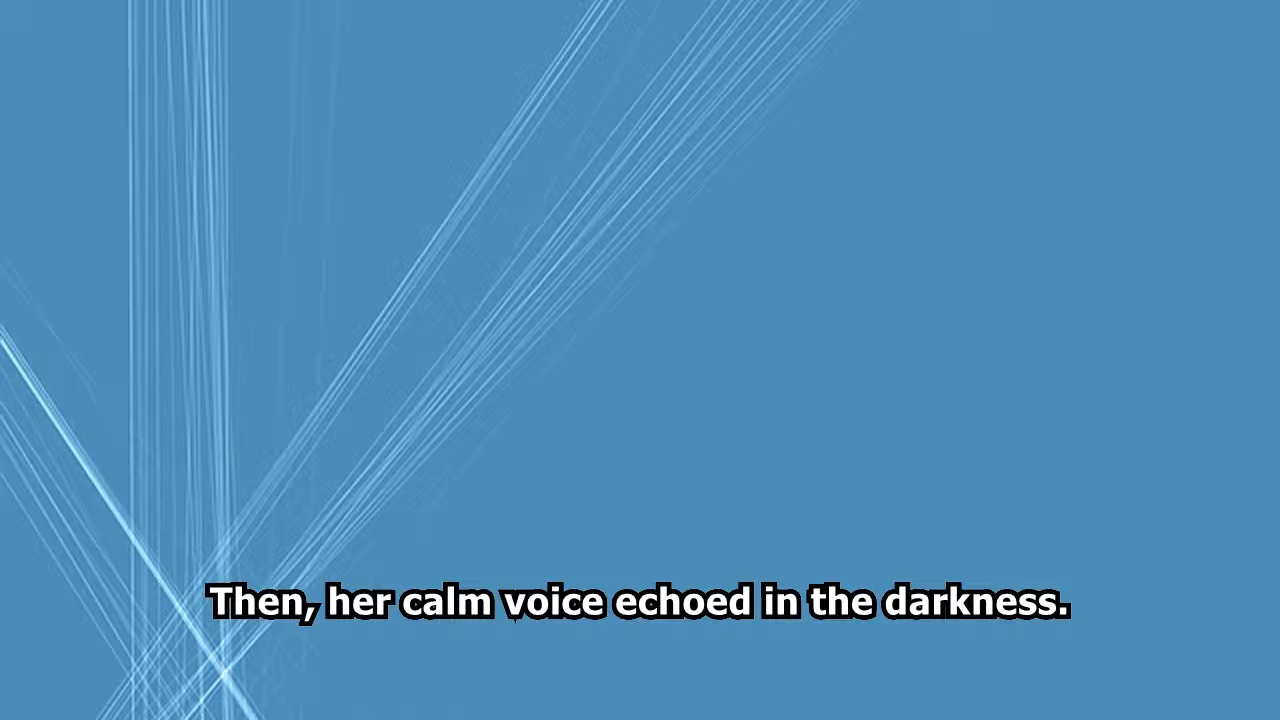 Then, her calm voice echoed in the darkness.